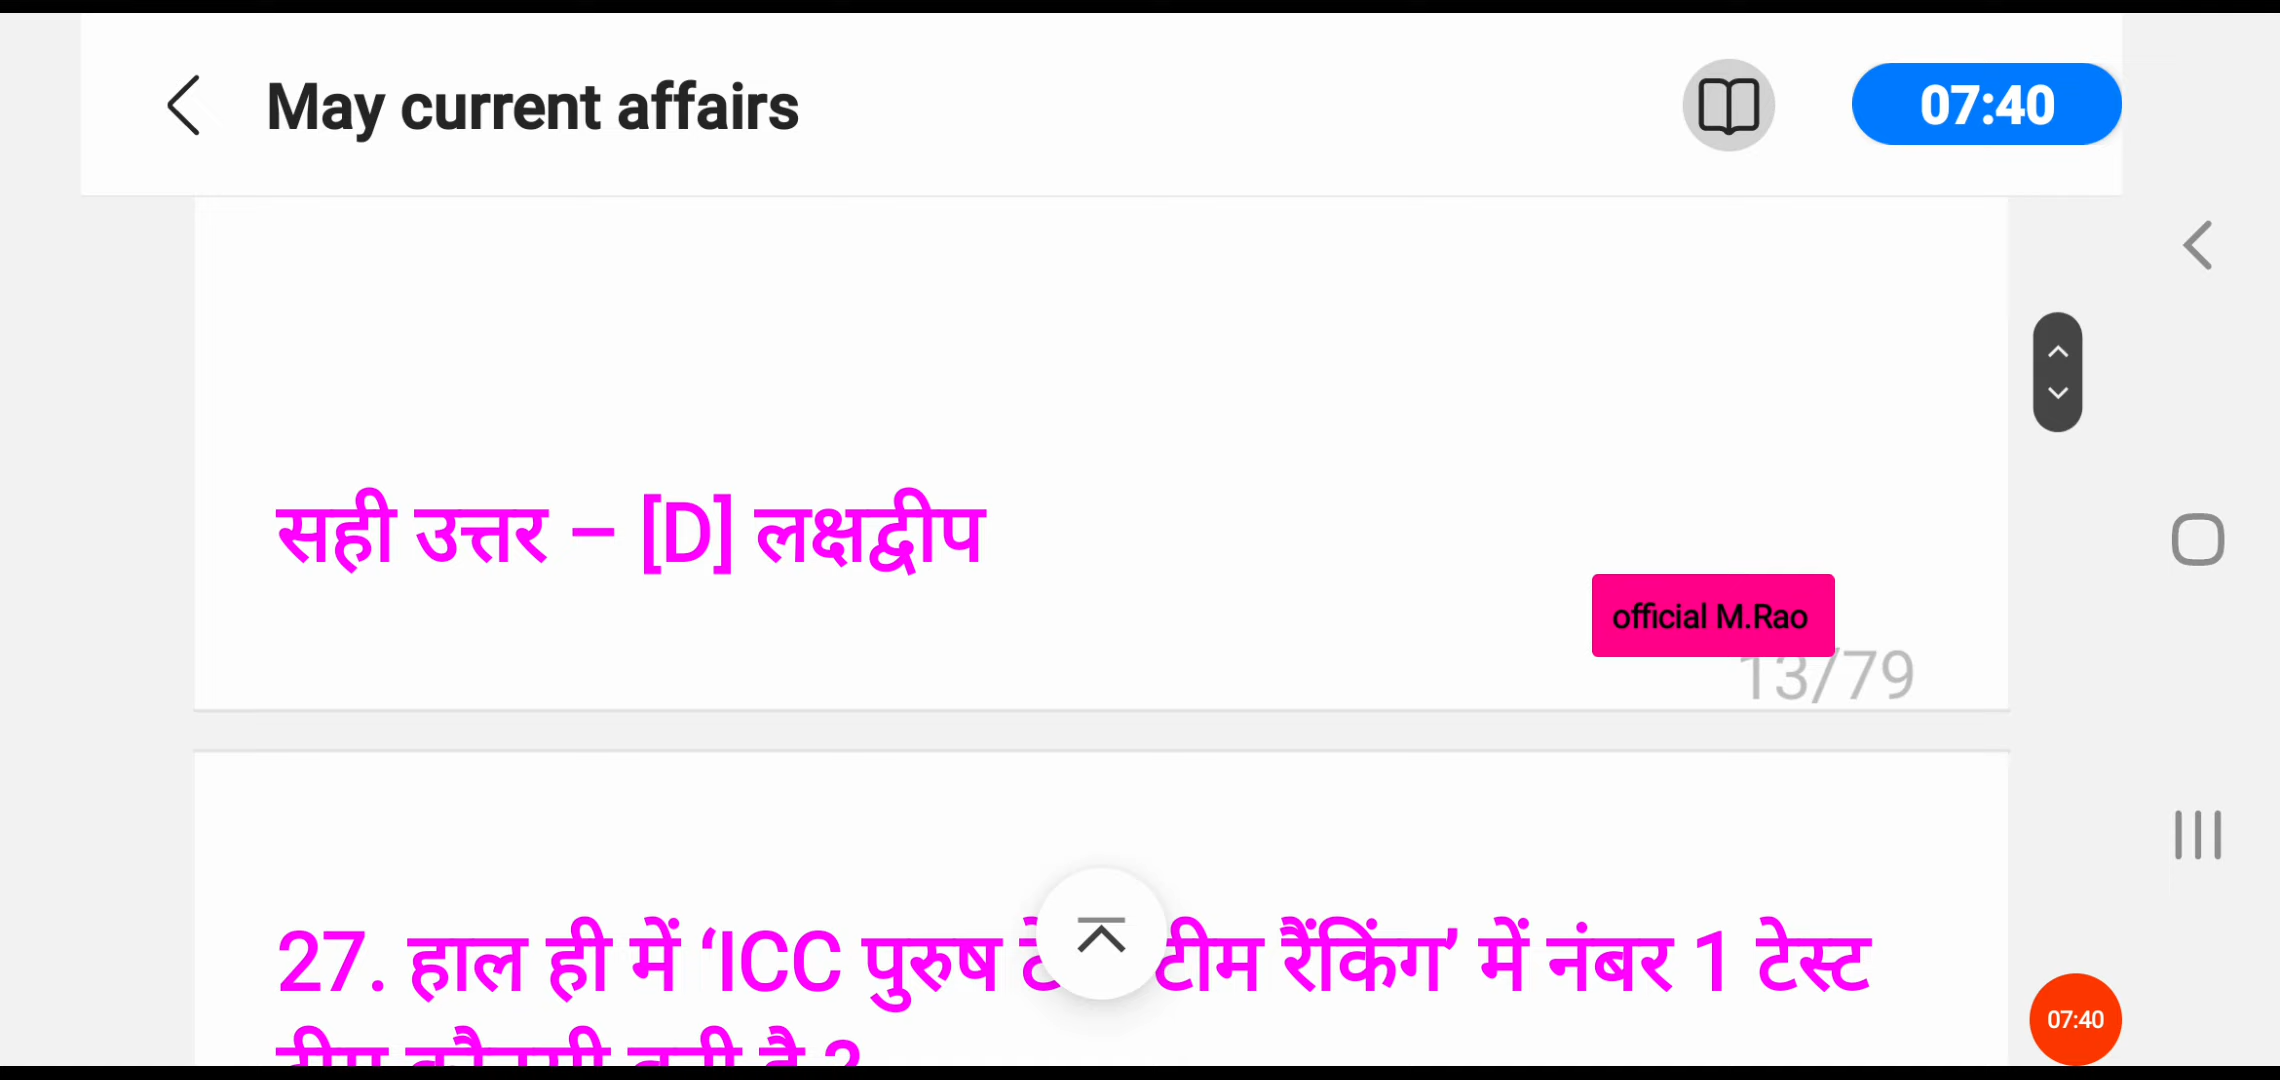 May current affairs
07:40
सही उत्तर – [D] लक्षद्वीप
official M.Rao
13/79
27. हाल ही में ‘ICC पुरुष टीम रैंकिंग’ में नंबर 1 टेस्ट
07:40